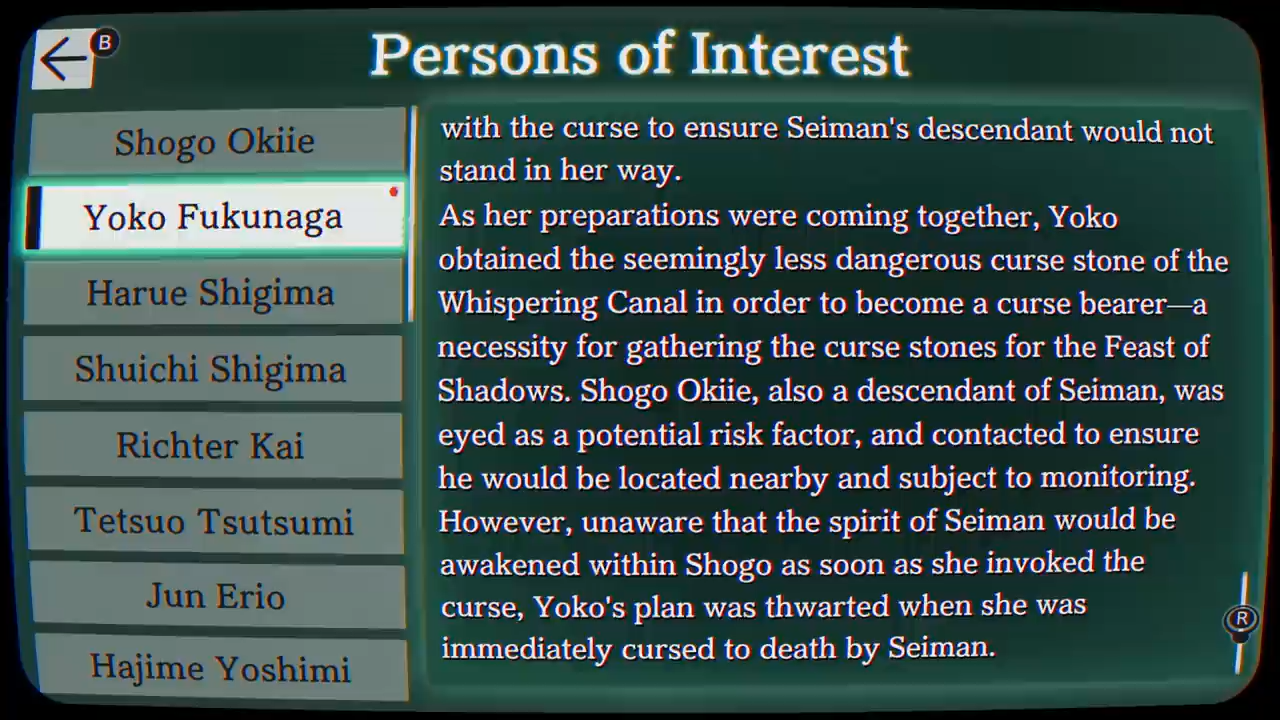 B
Persons of Interest
Shogo Okiie
Yoko Fukunaga
Harue Shigima
Shuichi Shigima
Richter Kai
Tetsuo Tsutsumi
Jun Erio
Hajime Yoshimi
with the curse to ensure Seiman's descendant would not
stand in her way.
As her preparations were coming together, Yoko
obtained the seemingly less dangerous curse stone of the
Whispering Canal in order to become a curse bearer—a
necessity for gathering the curse stones for the Feast of
Shadows. Shogo Okiie, also a descendant of Seiman, was
eyed as a potential risk factor, and contacted to ensure
he would be located nearby and subject to monitoring.
However, unaware that the spirit of Seiman would be
awakened within Shogo as soon as she invoked the
curse, Yoko's plan was thwarted when she was
immediately cursed to death by Seiman.
R